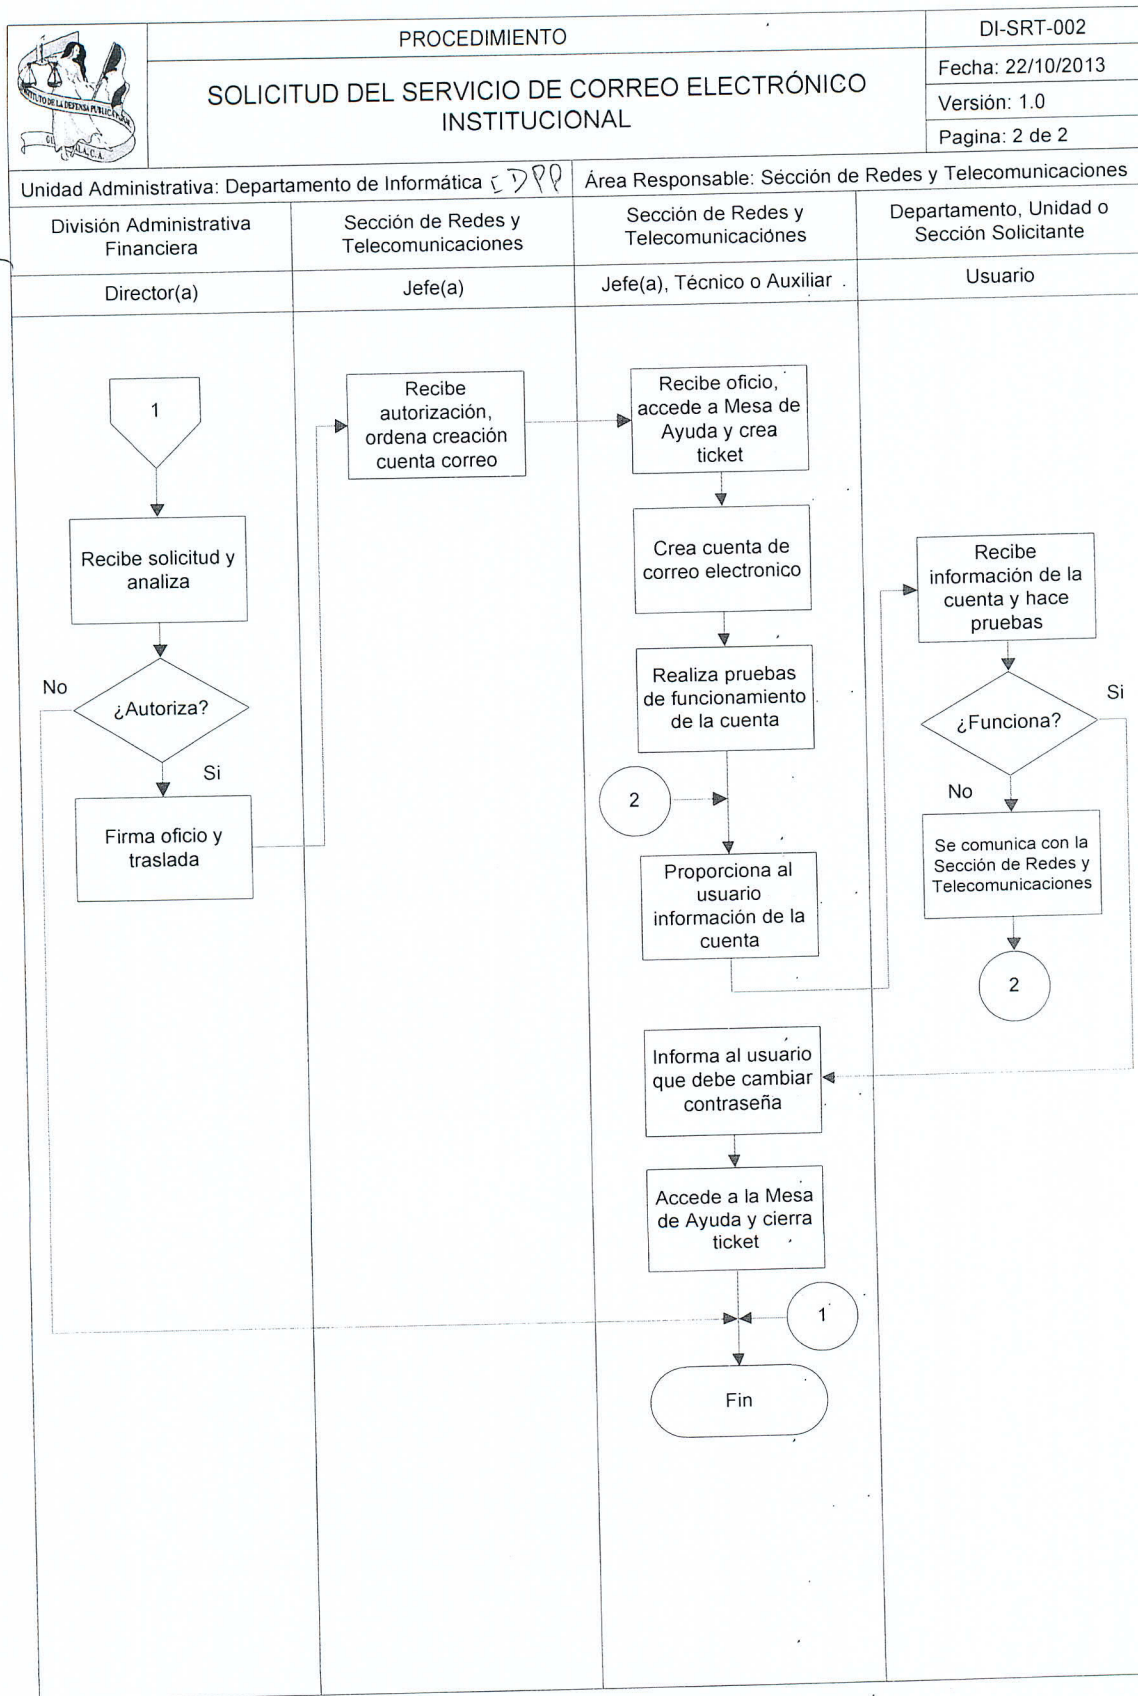 PROCEDIMIENTO
DI-SRT-002
SOLICITUD DEL SERVICIO DE CORREO ELECTRÓNICO
INSTITUCIONAL
Fecha: 22/10/2013
Versión: 1.0
Pagina: 2 de 2
INSTITUTO DE LA DEFENSA PUBLICA PENAL
Unidad Administrativa: Departamento de Informática IDPP
Área Responsable: Sección de Redes y Telecomunicaciones
División Administrativa
Financiera
Sección de Redes y
Telecomunicaciones
Sección de Redes y
Telecomunicaciónes
Departamento, Unidad o
Sección Solicitante
Director(a)
Jefe(a)
Jefe(a), Técnico o Auxiliar
Usuario
1
Recibe solicitud y
analiza
¿Autoriza?
No
Si
Firma oficio y
traslada
Recibe
autorización,
ordena creación
cuenta correo
Recibe oficio,
accede a Mesa de
Ayuda y crea
ticket
Crea cuenta de
correo electronico
Realiza pruebas
de funcionamiento
de la cuenta
2
Proporciona al
usuario
información de la
cuenta
Recibe
información de la
cuenta y hace
pruebas
¿Funciona?
Si
No
Se comunica con la
Sección de Redes y
Telecomunicaciones
2
Informa al usuario
que debe cambiar
contraseña
Accede a la Mesa
de Ayuda y cierra
ticket
1
Fin